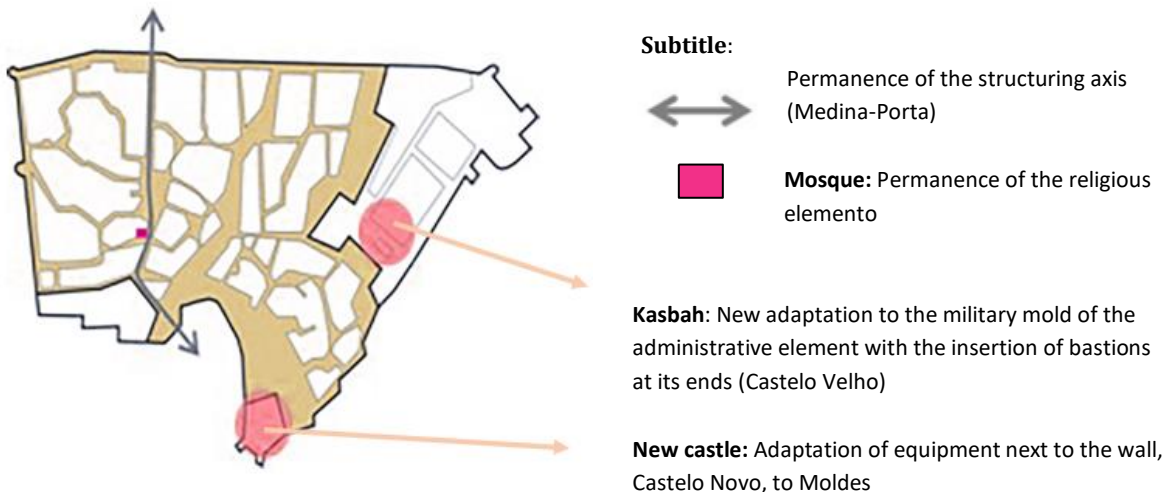 Subtitle:
Permanence of the structuring axis
(Medina-Porta)
Mosque: Permanence of the religious
elemento
Kasbah: New adaptation to the military mold of the
administrative element with the insertion of bastions
at its ends (Castelo Velho)
New castle: Adaptation of equipment next to the wall,
Castelo Novo, to Moldes